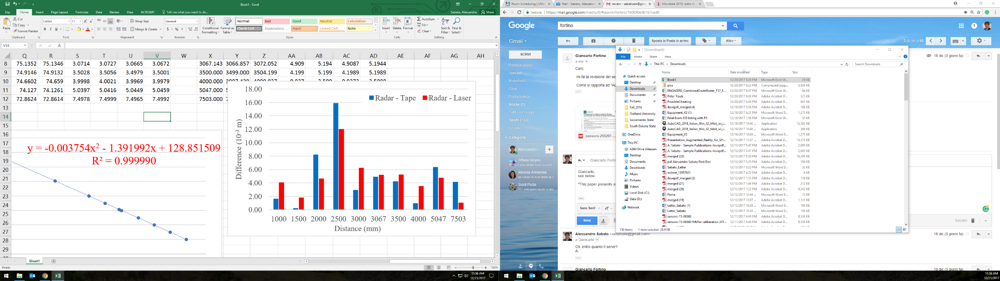 Book1 - Excel
File Home Insert Page Layout Formulas Data Review View ACROBAT Tell me what you want to do... Sabato, Alessandro Share
Cut
Copy
Format Painter
Paste
Calibri 11
B I U
Wrap Text
Merge & Center
General
Conditional Formatting
Format as Table
Normal Bad Good Neutral Calculation
Check Cell Explanatory ... Input Linked Cell Note
Insert Delete Format
AutoSum
Fill
Clear
Sort & Filter
Find & Select
Clipboard Font Alignment Number Styles Cells Editing
V14 fx
Q R S T U V W X Y Z AA AB AC AD AE AF AG AH
8 75.1352 75.1346 3.0714 3.0727 3.0665 3.0672 3067.143 3066.857 3072.052 4.909 5.194 4.9087 5.1944
9 74.9146 74.9132 3.5028 3.5056 3.4979 3.5001 3500.000 3499.000 3504.199 4.199 5.199 4.1989 5.1989
10 74.6602 74.659 3.9998 4.0021 3.9969 3.9979 4000.000
11 74.127 74.1261 5.0397 5.0416 5.0449 5.0459 5047.000
12 72.8624 72.8614 7.4978 7.4999 7.4965 7.4992 7503.000
13
14
15
16
17
18
19
20
21
22
23
24
25
26
27
28
29
y = -0.003754x² - 1.391992x + 128.851509
R² = 0.999990
18.00
16.00
14.00
12.00
10.00
8.00
6.00
4.00
2.00
0.00
Difference (10⁻³ m)
Radar - Tape Radar - Laser
1000 1500 2000 2500 3000 3067 3500 4000 5047 7503
Distance (mm)
Sheet1
Ready 160%
11:56 AM
12/21/2017
Room Scheduling | UMas Mail - Sabato, Alessandro review - sabatoale@gma Mondiale 2018, tutto in
Secure https://mail.google.com/mail/u/0/#search/fortino/160690edb1b1ced8
Google fortino
1
Gmail Sposta in Posta in arrivo Altro 3 di circa 90
SCRIVI
Posta in arrivo
Speciali
Importanti
Chat
Posta inviata
Bozze (1)
Tutti i messaggi
Spam (133)
Cestino
Categorie
Alessandro
Tiffany Keyes
I was pretty busy myself
Alessia Armenise
ok credo di aver finito la c
Sunil Puria
Hai partecipato a una
Giancarlo Fortino 18 dic (3 giorni fa)
a me
Caro,
mi fai la revisione del se
Come si rapporta ad "AL
sensors-258207-...
Giancarlo Fortin
Giancarlo,
see below:
"This paper presents a
Sans Serif
Invia Salvato
Alessandro Sabato <sabatoale@gmail.com> 18 dic (3 giorni fa)
a Giancarlo
Ok, entro quanto ti serve?
A.
Giancarlo Fortino 18 dic (3 giorni fa)
Downloads
File Home Share View
This PC > Downloads Search Downloads
Quick access
Desktop
Downloads
Documents
Pictures
Fall_2018
Oakland University
Sacramento State
South Dakota State
OneDrive
This PC
A360 Drive (Alessan
Desktop
Documents
Downloads
Music
Pictures
Videos
Local Disk (C:)
Data (D:)
Network
Name Date modified Type Size
Book1 12/20/2017 9:26 PM Microsoft Excel W... 29 KB
pics 12/20/2017 8:23 PM Compressed (zipp... 5,929 KB
ENGN2050_CombinedGradeRoster_F17_E... 12/20/2017 6:07 PM Microsoft Excel W... 64 KB
Peter Traub 12/20/2017 6:06 PM Adobe Acrobat D... 325 KB
PossibleCheating 12/20/2017 6:04 PM Adobe Acrobat D... 641 KB
ilovepdf_merged (4) 12/19/2017 5:54 PM Adobe Acrobat D... 166 KB
Equipment_V2 (1) 12/18/2017 6:21 PM Microsoft Word D... 1,275 KB
Final Exam EID listing with P5 12/18/2017 1:58 PM Microsoft Excel W... 32 KB
AutoCAD_2018_Italian_Win_32_64bit_wi_i... 12/18/2017 10:40 ... Application 13,592 KB
AutoCAD_2018_Italian_Win_32_64bit_wi_i... 12/18/2017 10:40 ... Application 369 KB
Equipment_V2 12/16/2017 10:08 ... Microsoft Word D... 1,275 KB
Presentation_Augmented_Reality_for_SH... 12/14/2017 11:07 ... Adobe Acrobat D... 14,373 KB
A. Sabato - Sample Publications-ilovepdf... 12/13/2017 5:47 PM Adobe Acrobat D... 2,695 KB
A. Sabato - Sample Publications-ilovepdf... 12/13/2017 5:47 PM Adobe Acrobat D... 2,695 KB
merged (22) 12/13/2017 5:39 PM Adobe Acrobat D... 10,299 KB
paf Alessandro Sabato Post Doc 12/13/2017 5:29 PM Adobe Acrobat D... 198 KB
Sabato_Letter 12/13/2017 5:23 PM Microsoft Word D... 32 KB
srclsrst_13957621 12/13/2017 4:20 PM Adobe Acrobat D... 42 KB
ilovepdf_merged (3) 12/12/2017 1:51 PM Adobe Acrobat D... 119 KB
merged (21) 12/12/2017 1:49 PM Adobe Acrobat D... 212 KB
merged (20) 12/12/2017 1:23 PM Adobe Acrobat D... 9,242 KB
Firma 12/12/2017 12:44 ... Microsoft Word D... 72 KB
merged (19) 12/12/2017 12:07 ... Adobe Acrobat D... 1,121 KB
Letter_Sabato (1) 12/12/2017 10:29 ... Microsoft Word D... 160 KB
Letter_Sabato 12/12/2017 10:28 ... Microsoft Word D... 158 KB
sensors-15-06560 12/11/2017 4:49 PM Adobe Acrobat D... 8,338 KB
sensors-15-06560 IMUfor caliberation 201... 12/11/2017 4:48 PM Adobe Acrobat D... 8,338 KB
150 items 1 item selected 28.9 KB
11:56 AM
12/21/2017